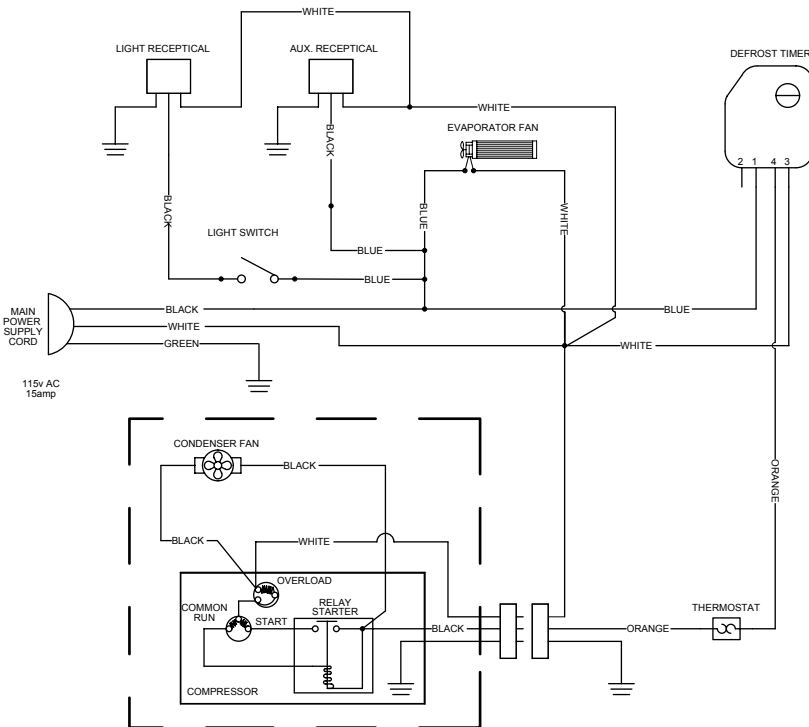 WHITE
LIGHT RECEPTICAL
AUX. RECEPTICAL
DEFROST TIMER
WHITE
EVAPORATOR FAN
BLACK
2 1 4 3
BLACK
BLUE
WHITE
LIGHT SWITCH
BLUE
BLUE
MAIN
POWER
SUPPLY
CORD
BLACK
BLUE
WHITE
GREEN
WHITE
115v AC
15amp
CONDENSER FAN
BLACK
ORANGE
BLACK
WHITE
OVERLOAD
COMMON
RUN
START
RELAY
STARTER
BLACK
ORANGE
THERMOSTAT
COMPRESSOR